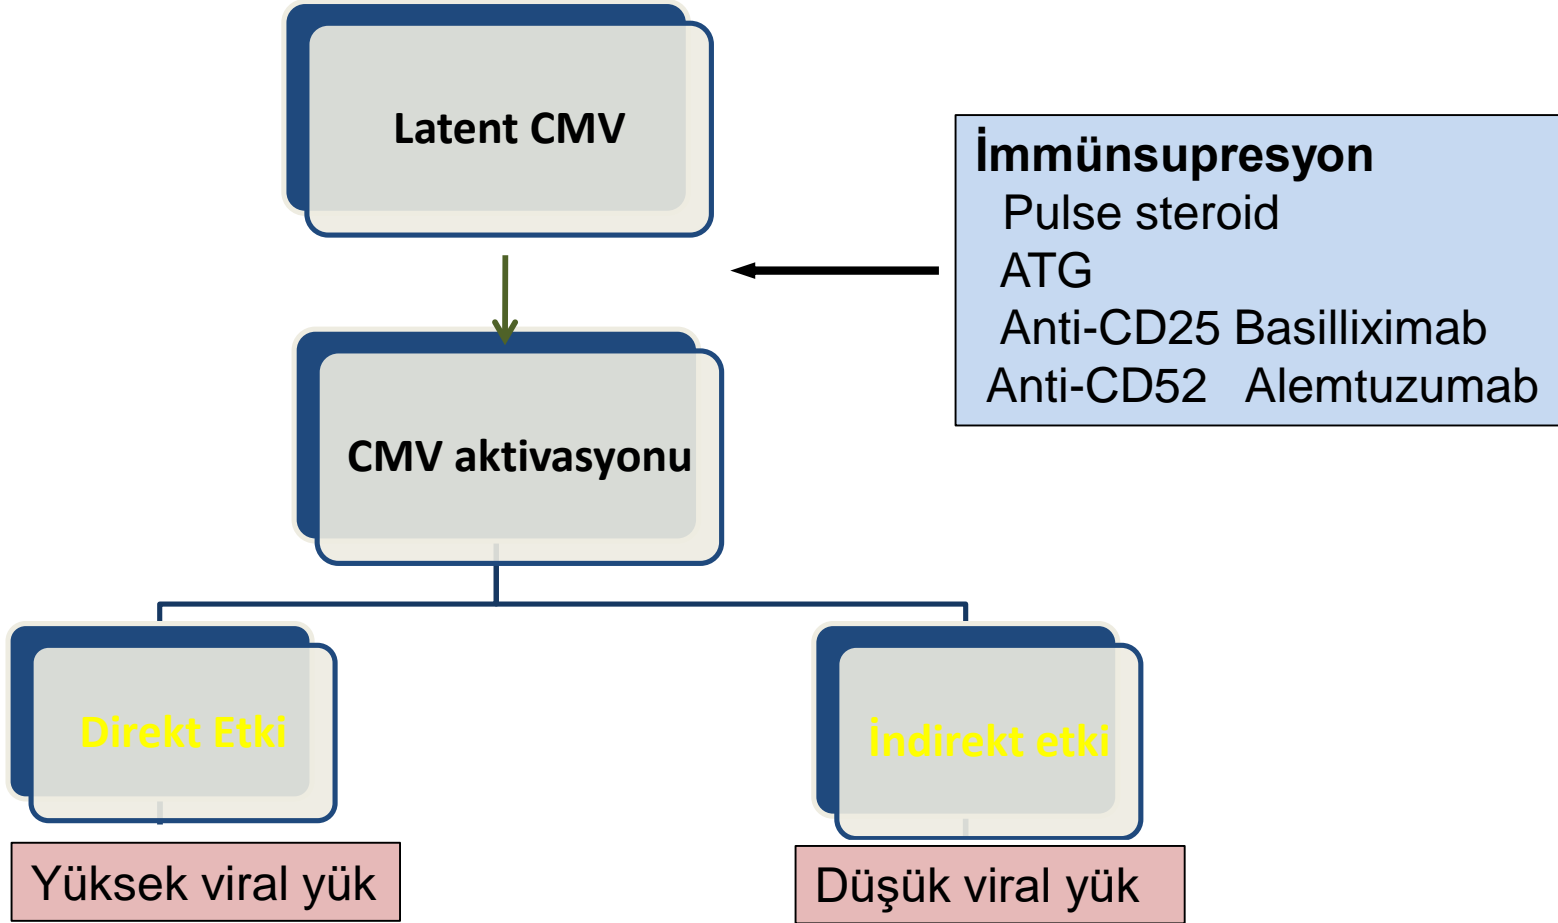 Latent CMV
İmmünsupresyon
Pulse steroid
ATG
Anti-CD25 Basilliximab
Anti-CD52 Alemtuzumab
CMV aktivasyonu
Direkt Etki
İndirekt etki
Yüksek viral yük
Düşük viral yük